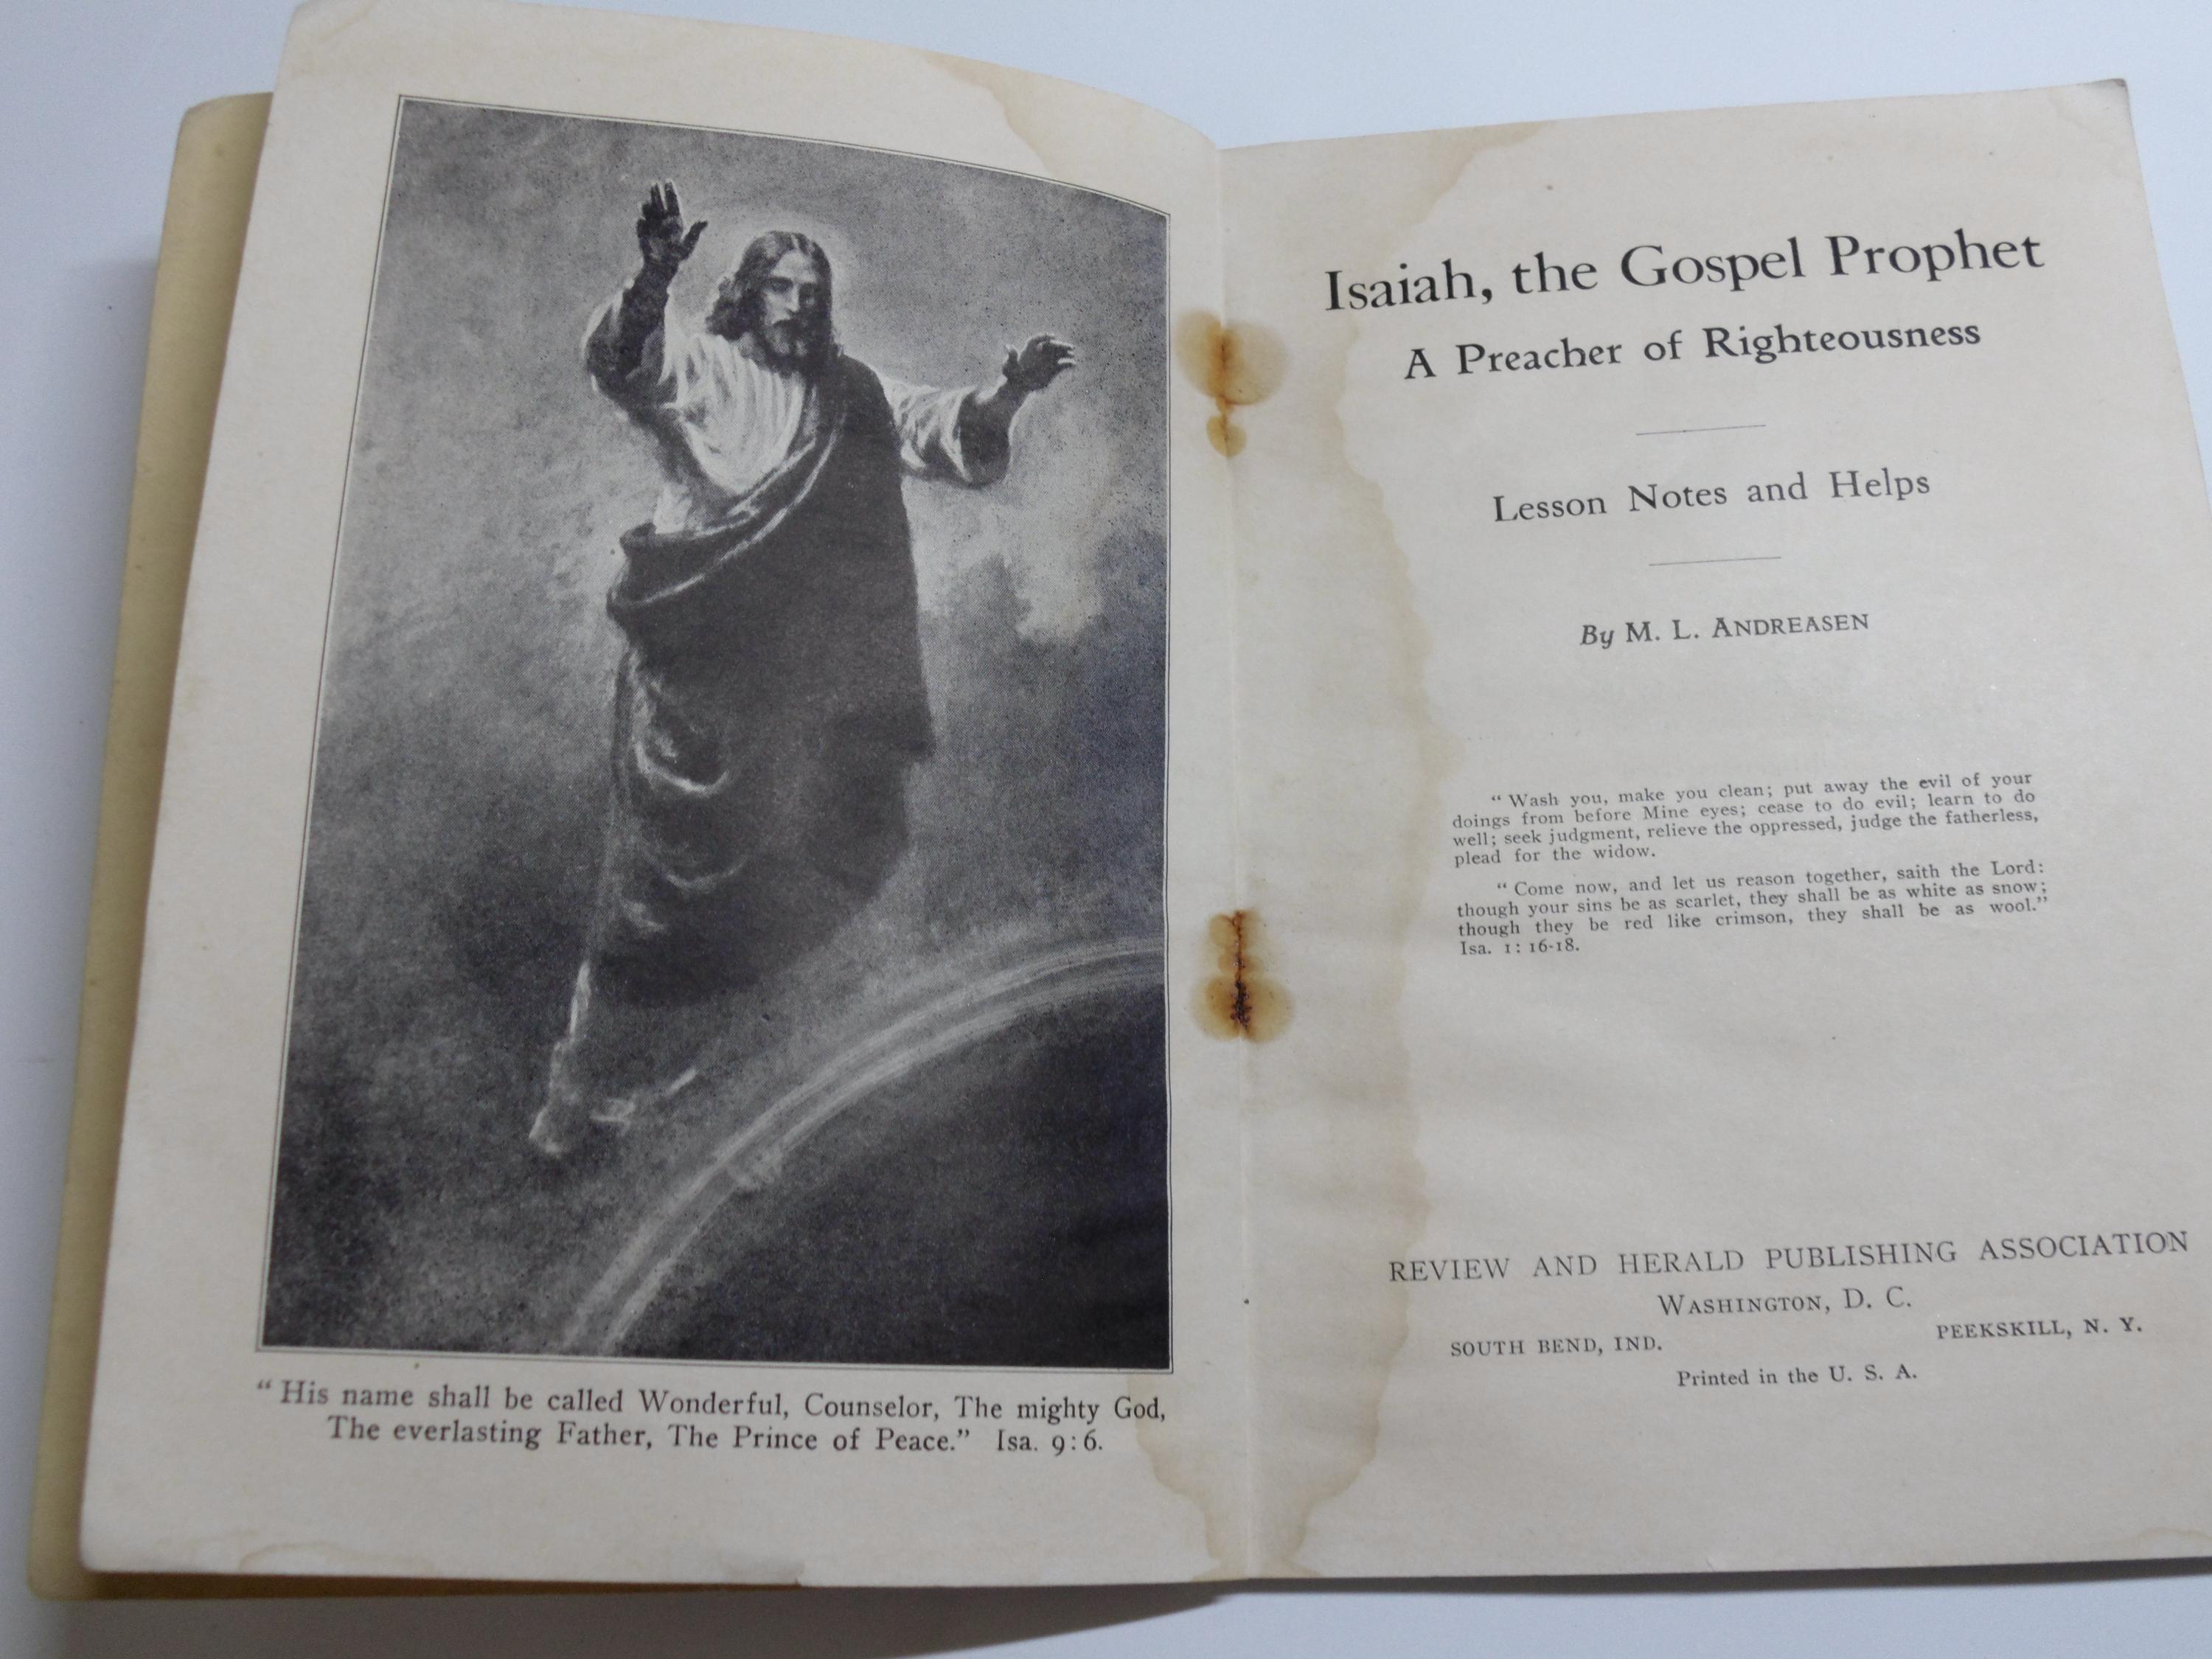 “ His name shall be called Wonderful, Counselor, The mighty God,
The everlasting Father, The Prince of Peace.” Isa. 9 : 6.
Isaiah, the Gospel Prophet
A Preacher of Righteousness
Lesson Notes and Helps
By M. L. ANDREASEN
“ Wash you, make you clean; put away the evil of your
doings from before Mine eyes; cease to do evil; learn to do
well; seek judgment, relieve the oppressed, judge the fatherless,
plead for the widow.
“ Come now, and let us reason together, saith the Lord:
though your sins be as scarlet, they shall be as white as snow;
though they be red like crimson, they shall be as wool.”
Isa. 1 : 16-18.
REVIEW AND HERALD PUBLISHING ASSOCIATION
WASHINGTON, D. C.
SOUTH BEND, IND. PEEKSKILL, N. Y.
Printed in the U. S. A.